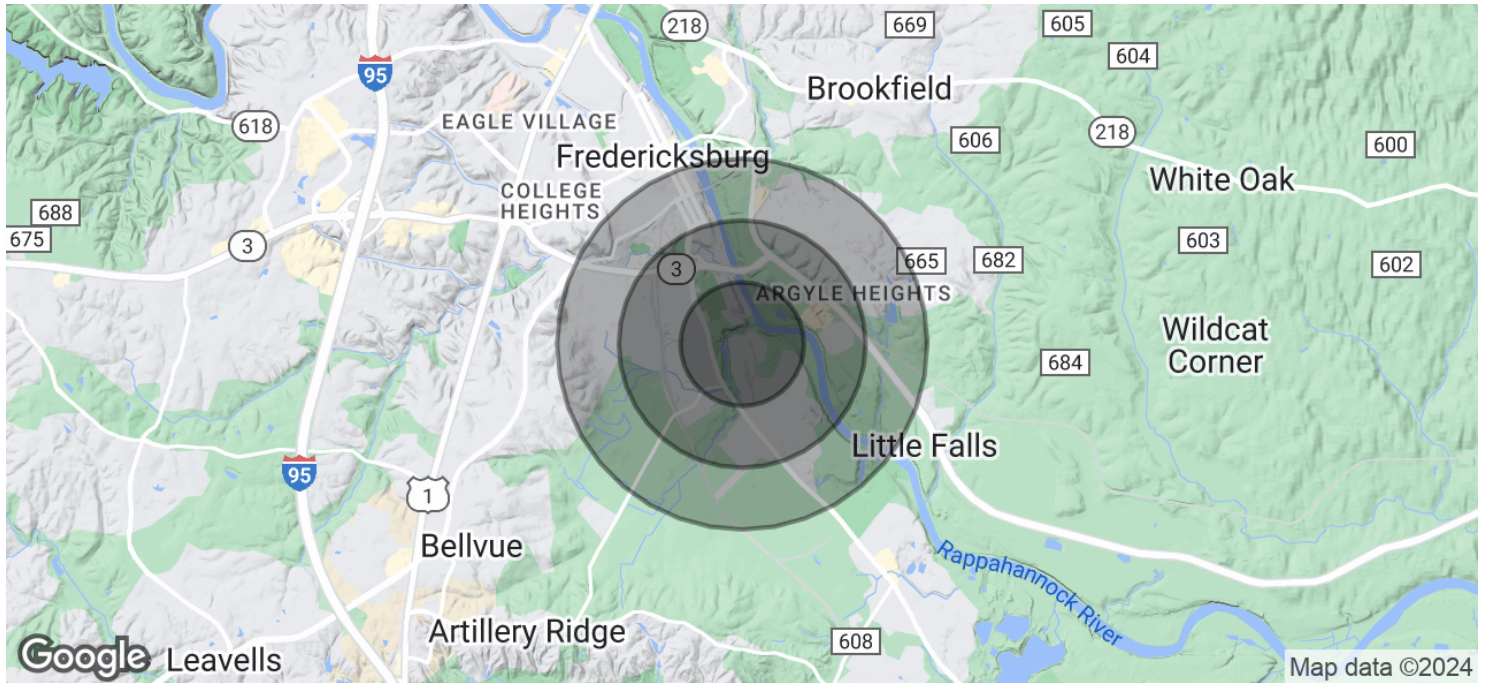 218
669
605
604
95
Brookfield
618
EAGLE VILLAGE
606
218
600
Fredericksburg
COLLEGE
HEIGHTS
White Oak
688
675
3
3
665
682
603
602
ARGYLE HEIGHTS
Wildcat
Corner
684
Little Falls
95
1
Bellvue
Rappahannock River
Artillery Ridge
608
Google
Leavells
Map data ©2024